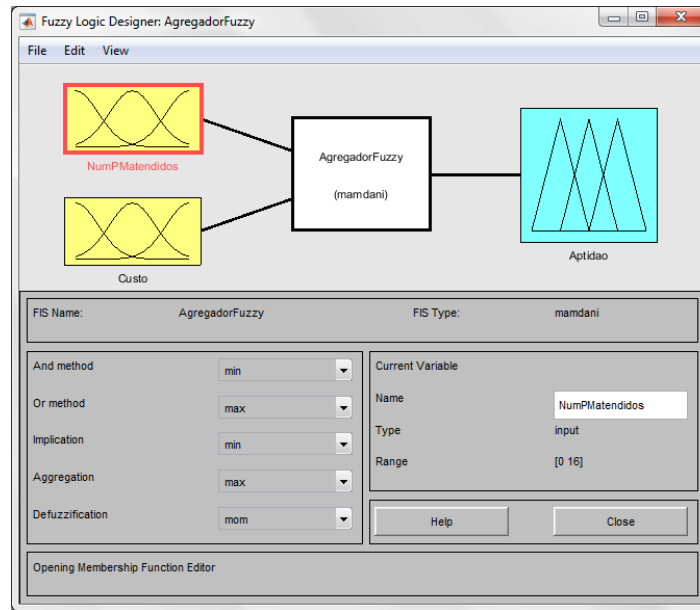 Fuzzy Logic Designer: AgregadorFuzzy
File Edit View
NumPMatendidos
Custo
AgregadorFuzzy
(mamdani)
Aptidao
FIS Name: AgregadorFuzzy FIS Type: mamdani
And method min
Or method max
Implication min
Aggregation max
Defuzzification mom
Current Variable
Name NumPMatendidos
Type input
Range [0 16]
Help Close
Opening Membership Function Editor